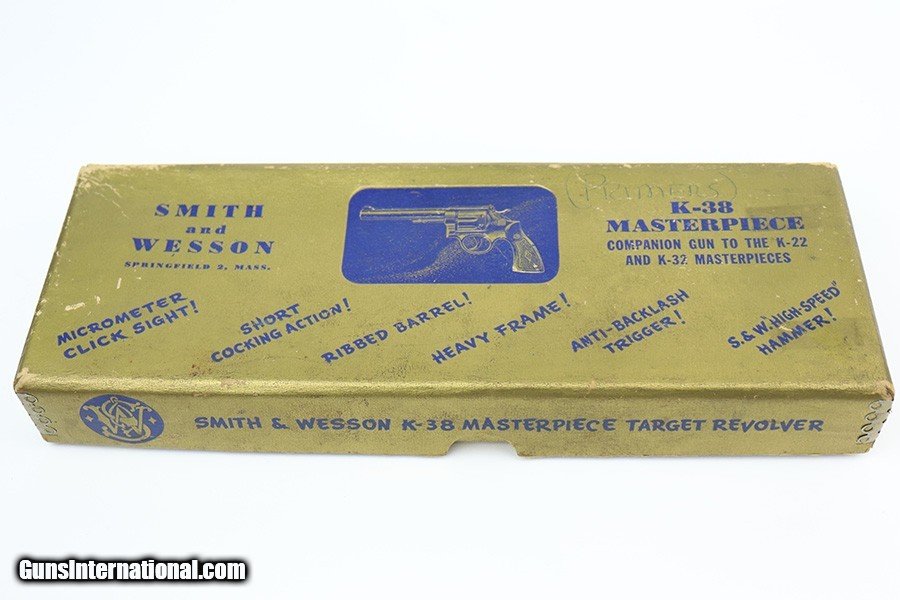 SMITH
and
WESSON
SPRINGFIELD 2, MASS.
(Primers)
K-38
MASTERPIECE
COMPANION GUN TO THE K-22
AND K-32 MASTERPIECES
MICROMETER
CLICK SIGHT!
SHORT
COCKING ACTION!
RIBBED BARREL!
HEAVY FRAME!
ANTI-BACKLASH
TRIGGER!
S.&W."HIGH-SPEED"
HAMMER!
SMITH & WESSON K-38 MASTERPIECE TARGET REVOLVER
GunsInternational.com